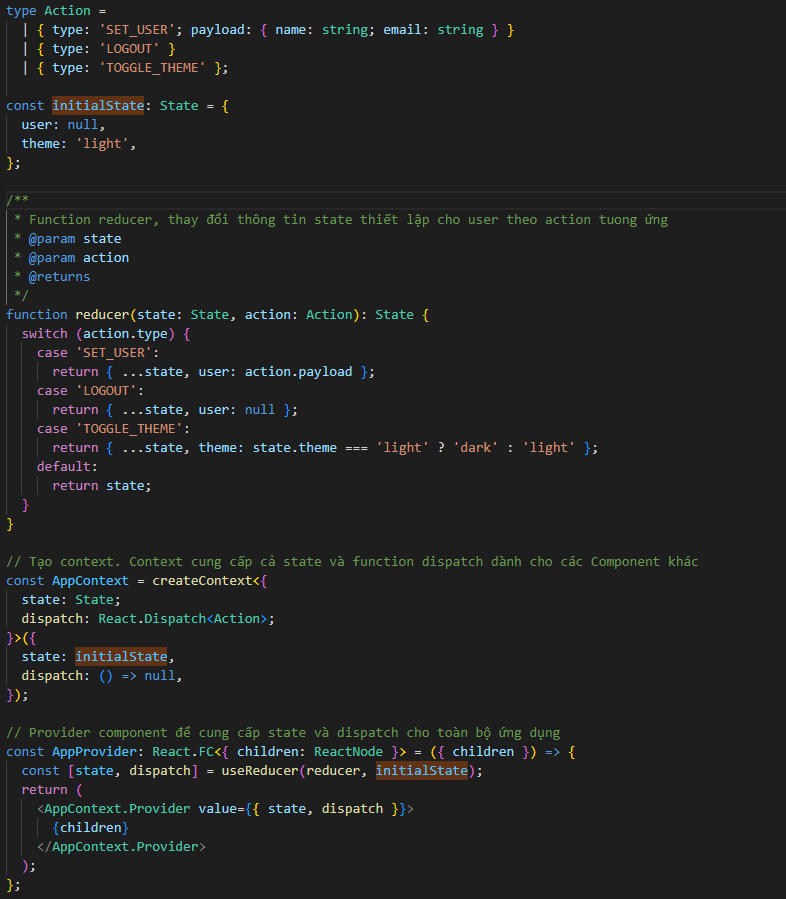 type Action =
  | { type: 'SET_USER'; payload: { name: string; email: string } }
  | { type: 'LOGOUT' }
  | { type: 'TOGGLE_THEME' };

const initialState: State = {
  user: null,
  theme: 'light',
};

/**
 * Function reducer, thay đổi thông tin state thiết lập cho user theo action tuong ứng
 * @param state
 * @param action
 * @returns
 */
function reducer(state: State, action: Action): State {
  switch (action.type) {
    case 'SET_USER':
      return { ...state, user: action.payload };
    case 'LOGOUT':
      return { ...state, user: null };
    case 'TOGGLE_THEME':
      return { ...state, theme: state.theme === 'light' ? 'dark' : 'light' };
    default:
      return state;
  }
}

// Tạo context. Context cung cấp cả state và function dispatch dành cho các Component khác
const AppContext = createContext<{
  state: State;
  dispatch: React.Dispatch<Action>;
}>({
  state: initialState,
  dispatch: () => null,
});

// Provider component để cung cấp state và dispatch cho toàn bộ ứng dụng
const AppProvider: React.FC<{ children: ReactNode }> = ({ children }) => {
  const [state, dispatch] = useReducer(reducer, initialState);
  return (
    <AppContext.Provider value={{ state, dispatch }}>
      {children}
    </AppContext.Provider>
  );
};